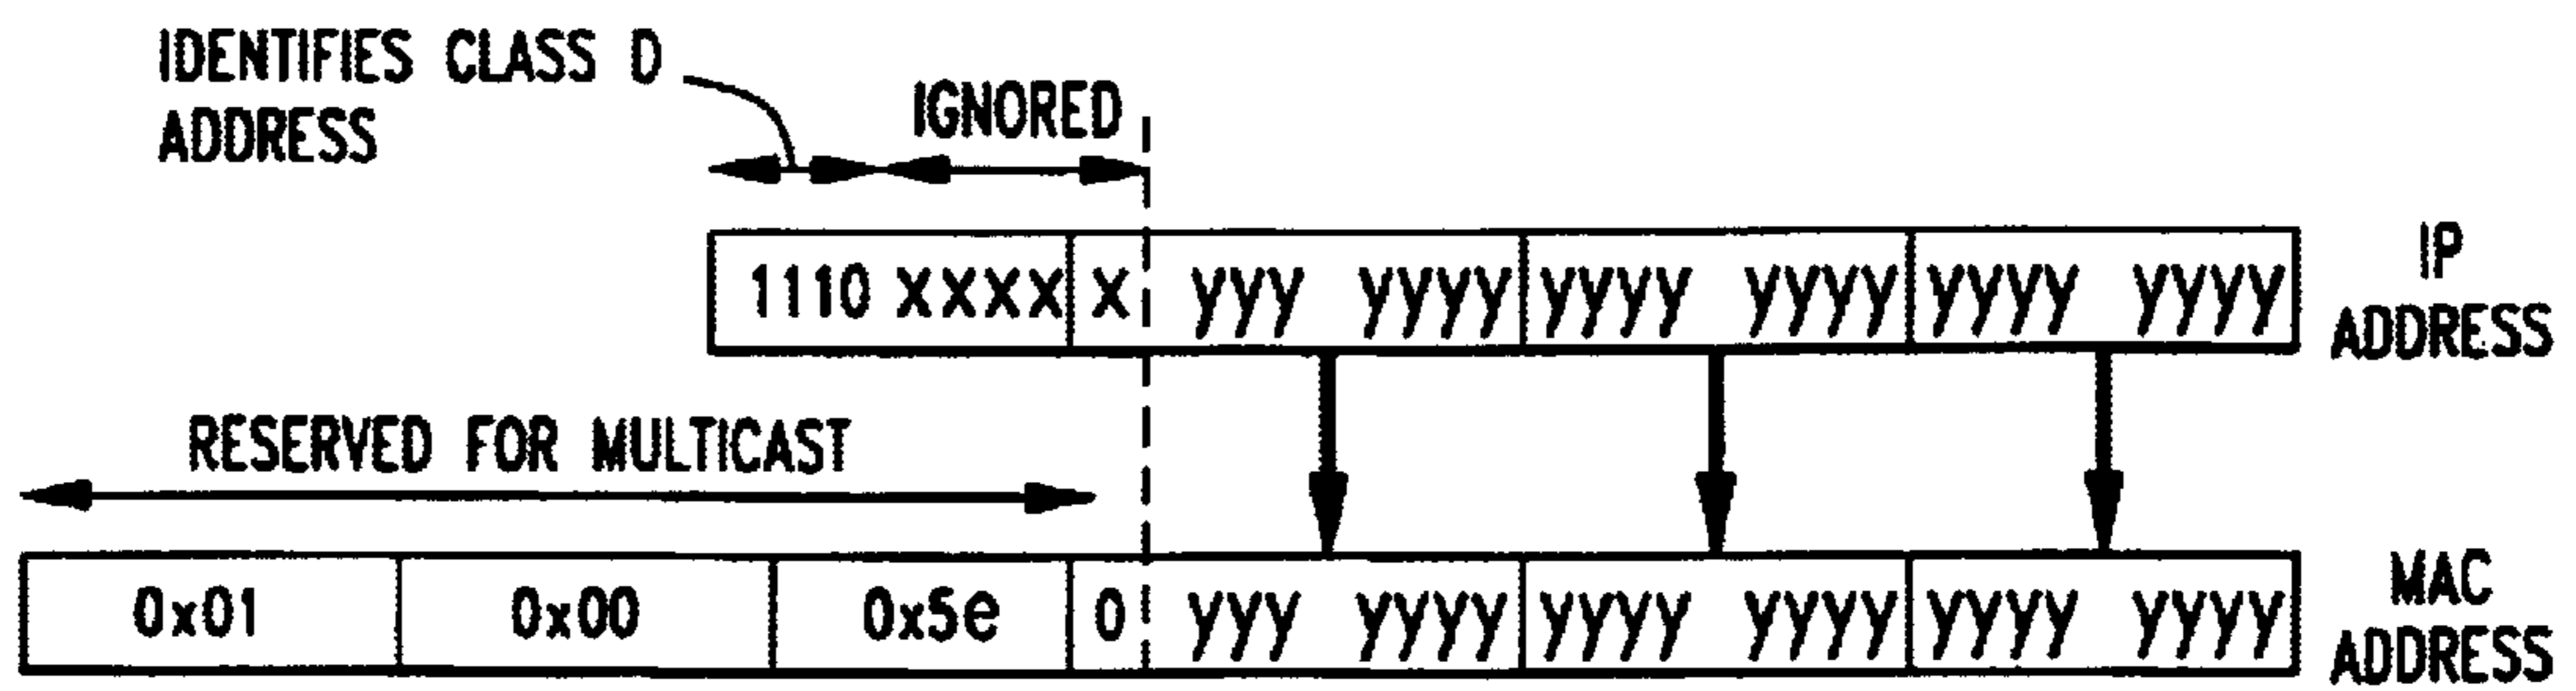 IDENTIFIES CLASS D
ADDRESS
IGNORED
1110 XXXX X yyy yyyy yyyy yyyy yyyy yyyy
IP
ADDRESS
RESERVED FOR MULTICAST
0x01 0x00 0x5e 0 yyy yyyy yyyy yyyy yyyy yyyy
MAC
ADDRESS